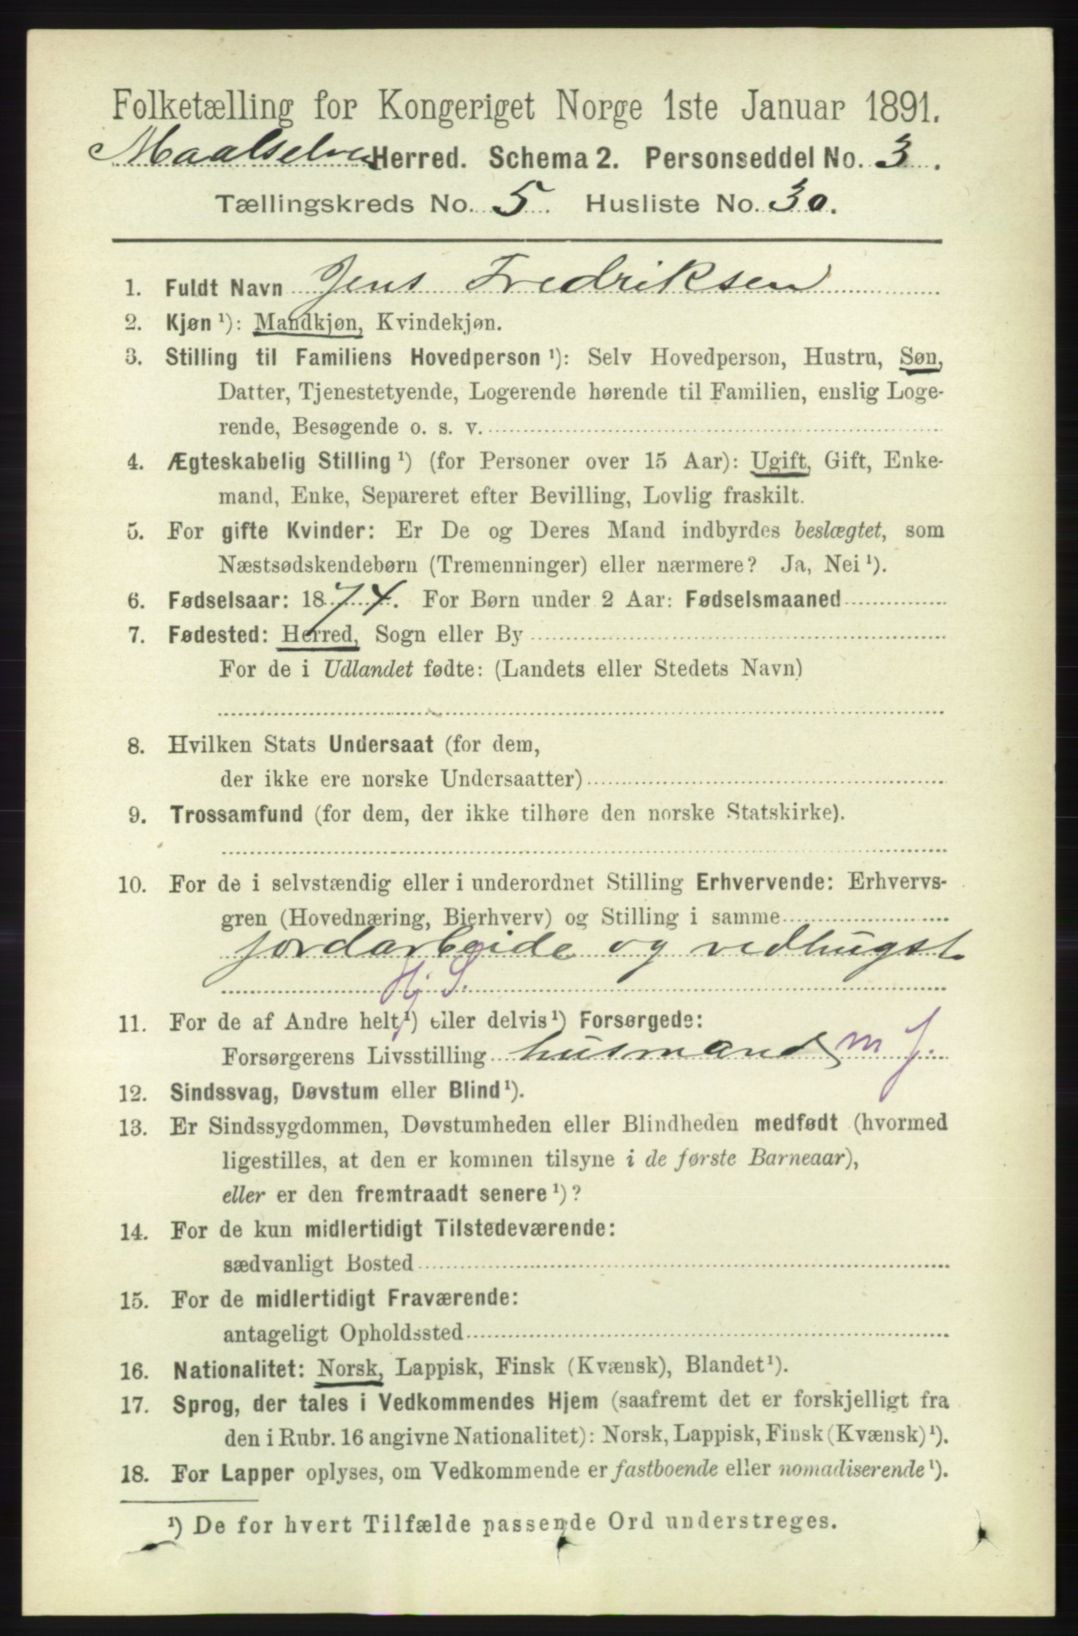 Folketælling for Kongeriget Norge 1ste Januar 1891.
Maalselven Herred. Schema 2. Personseddel No. 3.
Tællingskreds No. 5. Husliste No. 30.
1. Fuldt Navn Jens Fredriksen
2. Kjøn ¹): Mandkjøn, Kvindekjøn.
3. Stilling til Familiens Hovedperson ¹): Selv Hovedperson, Hustru, Søn,
Datter, Tjenestetyende, Logerende hørende til Familien, enslig Loge-
rende, Besøgende o. s. v.
4. Ægteskabelig Stilling ¹) (for Personer over 15 Aar): Ugift, Gift, Enke-
mand, Enke, Separeret efter Bevilling, Lovlig fraskilt.
5. For gifte Kvinder: Er De og Deres Mand indbyrdes beslægtet, som
Næstsødskendebørn (Tremenninger) eller nærmere? Ja, Nei ¹).
6. Fødselsaar: 1874. For Børn under 2 Aar: Fødselsmaaned
7. Fødested: Herred, Sogn eller By
For de i Udlandet fødte: (Landets eller Stedets Navn)
8. Hvilken Stats Undersaat (for dem,
der ikke ere norske Undersaatter)
9. Trossamfund (for dem, der ikke tilhøre den norske Statskirke).
10. For de i selvstændig eller i underordnet Stilling Erhvervende: Erhvervs-
gren (Hovednæring, Bierhverv) og Stilling i samme
jordarbeide og vedhugst
Hj. S.
11. For de af Andre helt ¹) eller delvis ¹) Forsørgede:
Forsørgerens Livsstilling husmand m J.
12. Sindssvag, Døvstum eller Blind ¹).
13. Er Sindssygdommen, Døvstumheden eller Blindheden medfødt (hvormed
ligestilles, at den er kommen tilsyne i de første Barneaar),
eller er den fremtraadt senere ¹)?
14. For de kun midlertidigt Tilstedeværende:
sædvanligt Bosted
15. For de midlertidigt Fraværende:
antageligt Opholdssted
16. Nationalitet: Norsk, Lappisk, Finsk (Kvænsk), Blandet ¹).
17. Sprog, der tales i Vedkommendes Hjem (saafremt det er forskjelligt fra
den i Rubr. 16 angivne Nationalitet): Norsk, Lappisk, Finsk (Kvænsk) ¹).
18. For Lapper oplyses, om Vedkommende er fastboende eller nomadiserende ¹).
¹) De for hvert Tilfælde passende Ord understreges.